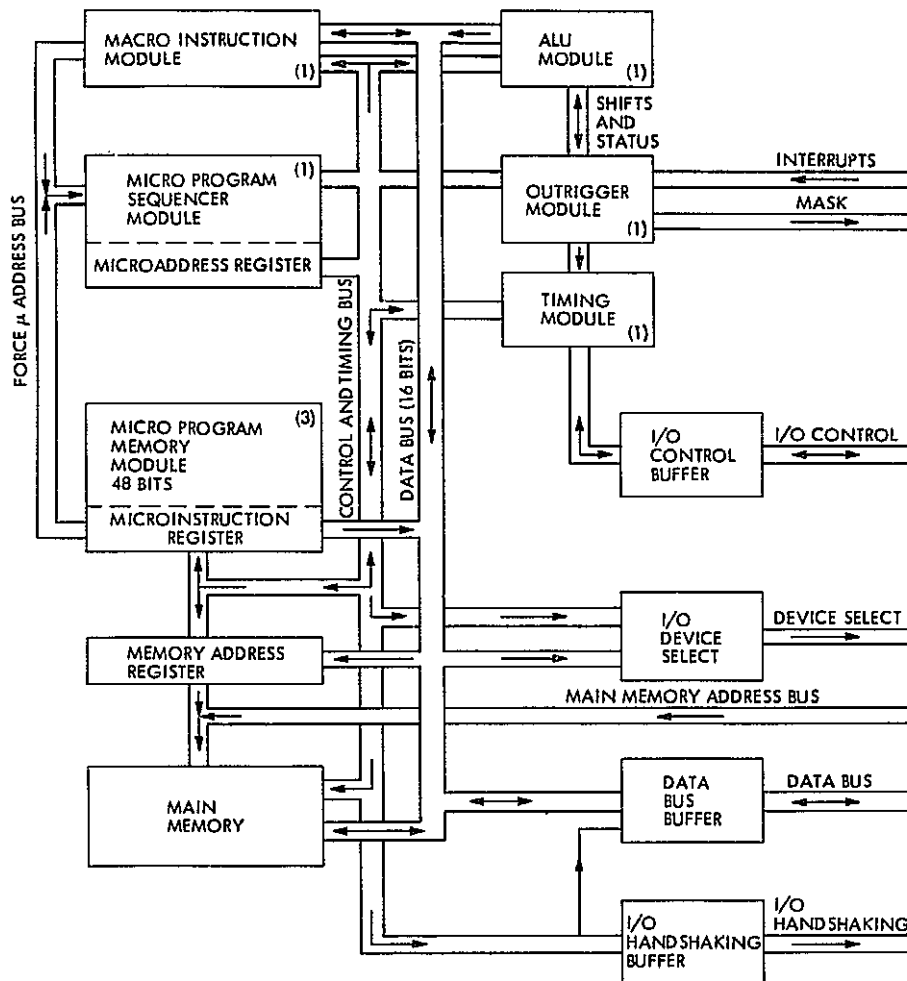 MACRO INSTRUCTION
MODULE
(1)
ALU
MODULE
(1)
SHIFTS
AND
STATUS
(1)
MICRO PROGRAM
SEQUENCER
MODULE
MICROADDRESS REGISTER
OUTRIGGER
MODULE
(1)
INTERRUPTS
MASK
TIMING
MODULE
(1)
FORCE μ ADDRESS BUS
CONTROL AND TIMING BUS
DATA BUS (16 BITS)
(3)
MICRO PROGRAM
MEMORY
MODULE
48 BITS
MICROINSTRUCTION
REGISTER
I/O
CONTROL
BUFFER
I/O CONTROL
MEMORY ADDRESS
REGISTER
I/O
DEVICE
SELECT
DEVICE SELECT
MAIN MEMORY ADDRESS BUS
MAIN
MEMORY
DATA
BUS
BUFFER
DATA BUS
I/O
HANDSHAKING
BUFFER
I/O
HANDSHAKING